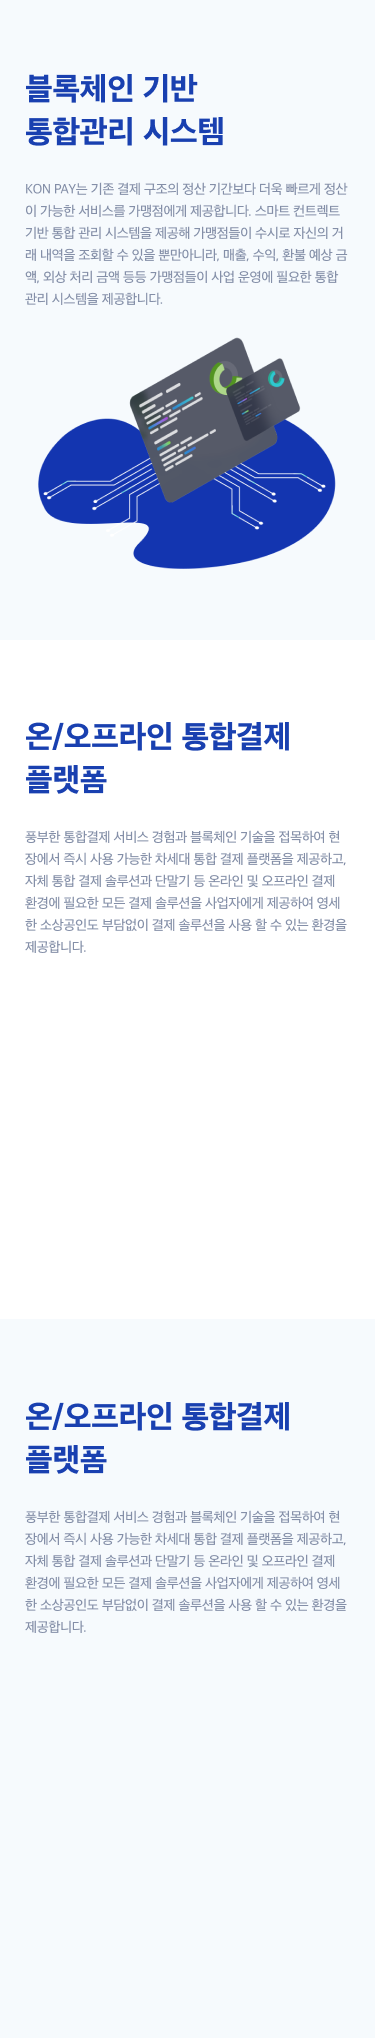 블록체인 기반
통합관리 시스템
KON PAY는 기존 결제 구조의 정산 기간보다 더욱 빠르게 정산
이 가능한 서비스를 가맹점에게 제공합니다. 스마트 컨트렉트
기반 통합 관리 시스템을 제공해 가맹점들이 수시로 자신의 거
래 내역을 조회할 수 있을 뿐만아니라, 매출, 수익, 환불 예상 금
액, 외상 처리 금액 등등 가맹점들이 사업 운영에 필요한 통합
관리 시스템을 제공합니다.
온/오프라인 통합결제
플랫폼
풍부한 통합결제 서비스 경험과 블록체인 기술을 접목하여 현
장에서 즉시 사용 가능한 차세대 통합 결제 플랫폼을 제공하고,
자체 통합 결제 솔루션과 단말기 등 온라인 및 오프라인 결제
환경에 필요한 모든 결제 솔루션을 사업자에게 제공하여 영세
한 소상공인도 부담없이 결제 솔루션을 사용 할 수 있는 환경을
제공합니다.
온/오프라인 통합결제
플랫폼
풍부한 통합결제 서비스 경험과 블록체인 기술을 접목하여 현
장에서 즉시 사용 가능한 차세대 통합 결제 플랫폼을 제공하고,
자체 통합 결제 솔루션과 단말기 등 온라인 및 오프라인 결제
환경에 필요한 모든 결제 솔루션을 사업자에게 제공하여 영세
한 소상공인도 부담없이 결제 솔루션을 사용 할 수 있는 환경을
제공합니다.